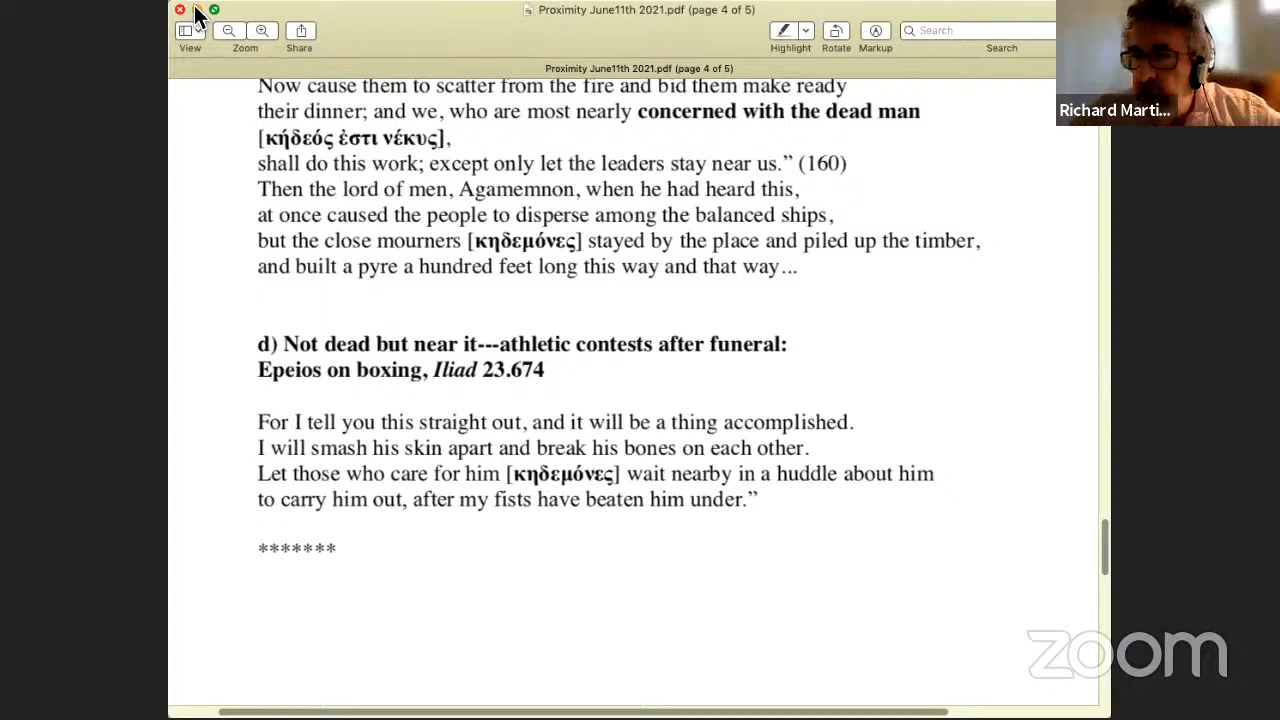 Proximity June11th 2021.pdf (page 4 of 5)
View
Zoom
Share
Highlight
Rotate
Markup
Search
Search
Proximity June11th 2021.pdf (page 4 of 5)
Richard Marti...
Now cause them to scatter from the fire and bid them make ready
their dinner; and we, who are most nearly concerned with the dead man
[κήδεός ἐστι νέκυς],
shall do this work; except only let the leaders stay near us.” (160)
Then the lord of men, Agamemnon, when he had heard this,
at once caused the people to disperse among the balanced ships,
but the close mourners [κηδεμόνες] stayed by the place and piled up the timber,
and built a pyre a hundred feet long this way and that way...
d) Not dead but near it---athletic contests after funeral:
Epeios on boxing, Iliad 23.674
For I tell you this straight out, and it will be a thing accomplished.
I will smash his skin apart and break his bones on each other.
Let those who care for him [κηδεμόνες] wait nearby in a huddle about him
to carry him out, after my fists have beaten him under.”
*******
zoom